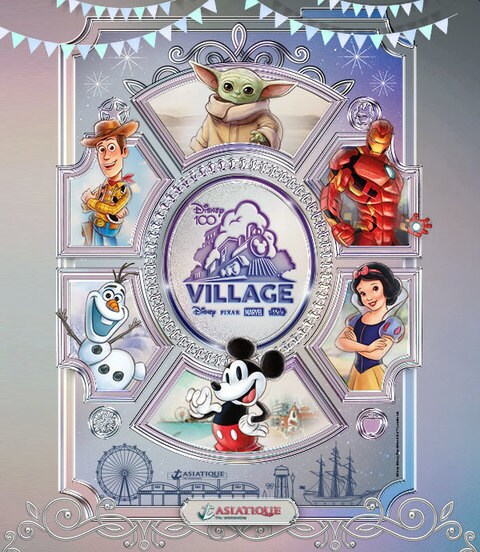 Disney
100
VILLAGE
Disney PIXAR MARVEL STAR WARS
ASIATIQUE
ASIATIQUE